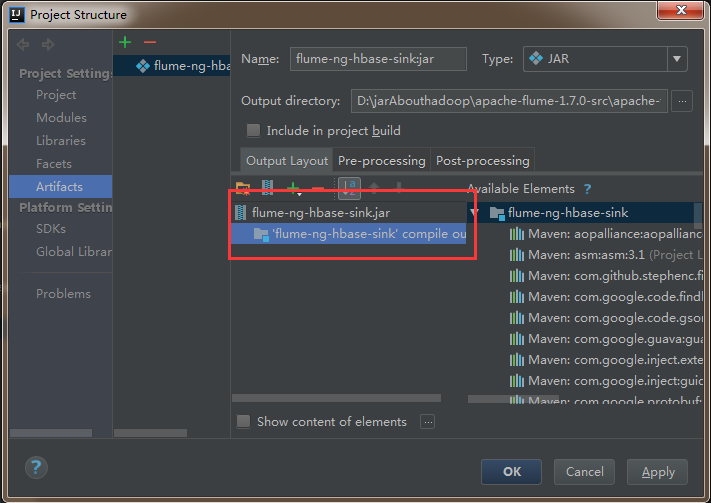 Project Structure
Project Setting
Project
Modules
Libraries
Facets
Artifacts
Platform Settin
SDKs
Global Librar
Problems
flume-ng-hba
Name: flume-ng-hbase-sink:jar Type: JAR
Output directory: D:\jarAbouthadoop\apache-flume-1.7.0-src\apache- ...
Include in project build
Output Layout Pre-processing Post-processing
Available Elements ?
flume-ng-hbase-sink.jar
'flume-ng-hbase-sink' compile ou
flume-ng-hbase-sink
Maven: aopalliance:aopalliance
Maven: asm:asm:3.1 (Project L
Maven: com.github.stephenc.fi
Maven: com.google.code.findl
Maven: com.google.code.gsor
Maven: com.google.guava:gua
Maven: com.google.inject.exte
Maven: com.google.inject:guic
Maven: com.google.protobuf:
Show content of elements ...
? OK Cancel Apply